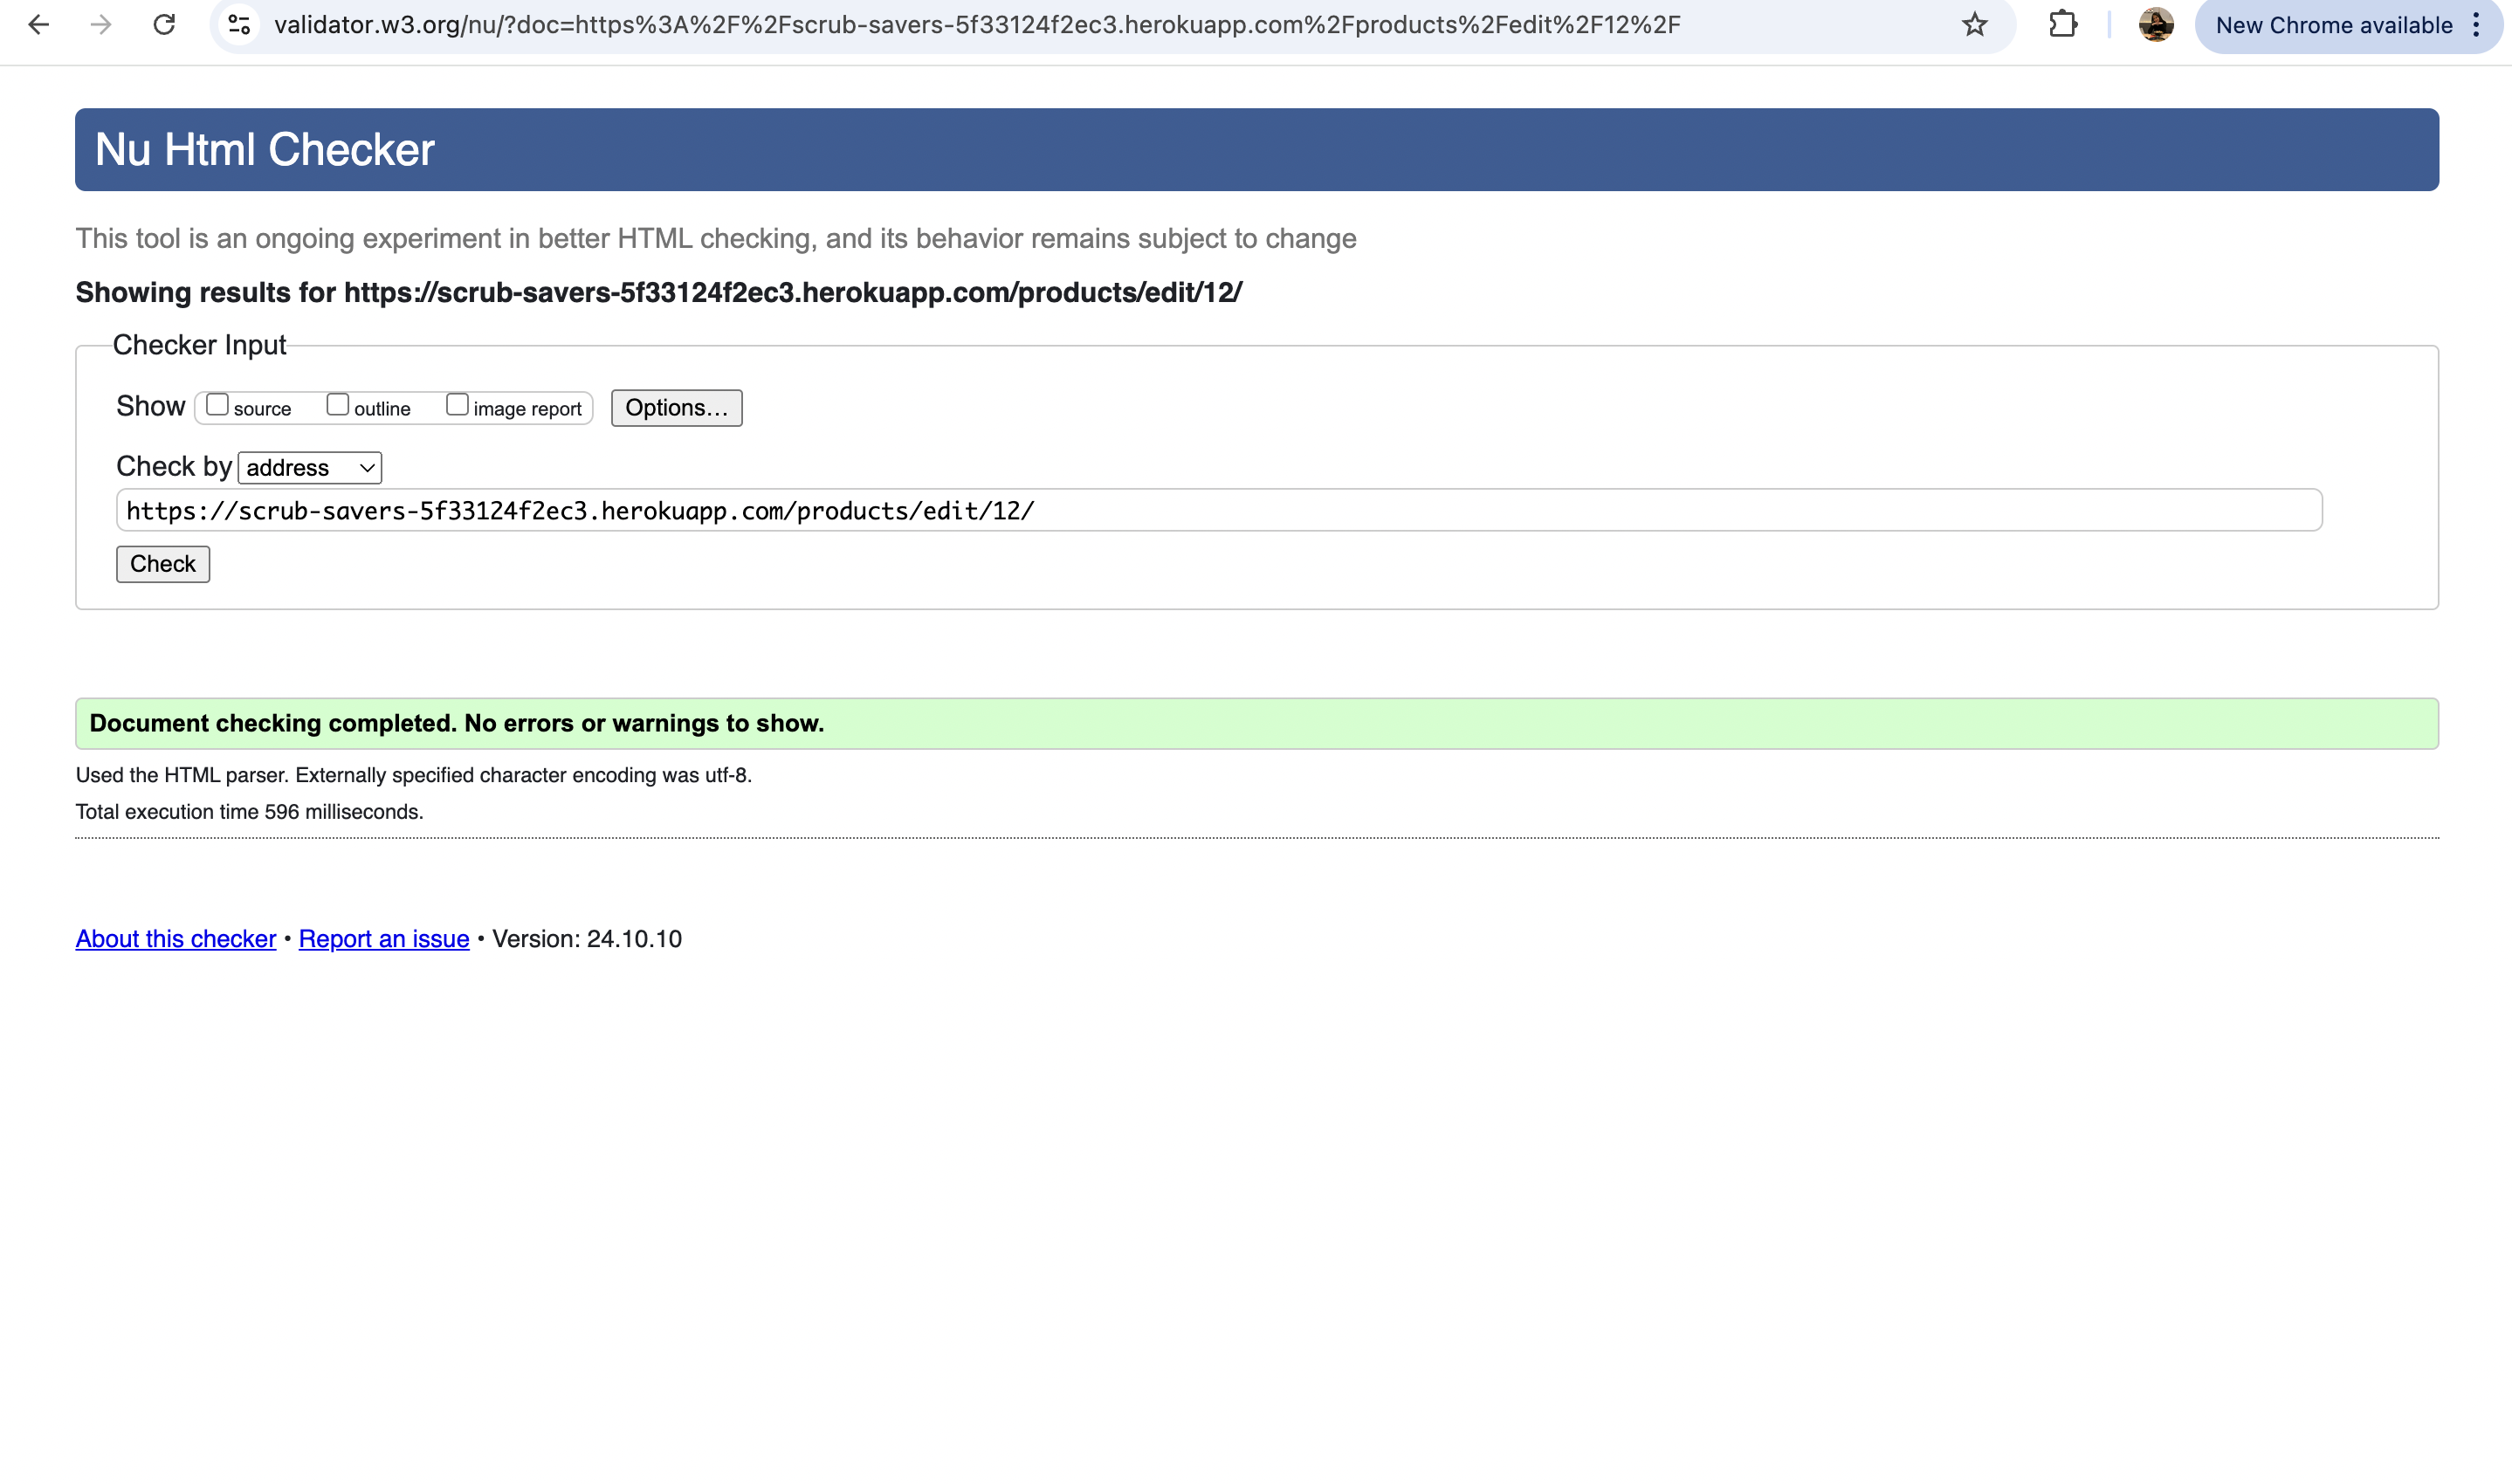 validator.w3.org/nu/?doc=https%3A%2F%2Fscrub-savers-5f33124f2ec3.herokuapp.com%2Fproducts%2Fedit%2F12%2F
New Chrome available
Nu Html Checker
This tool is an ongoing experiment in better HTML checking, and its behavior remains subject to change
Showing results for https://scrub-savers-5f33124f2ec3.herokuapp.com/products/edit/12/
Checker Input
Show source outline image report Options...
Check by address
https://scrub-savers-5f33124f2ec3.herokuapp.com/products/edit/12/
Check
Document checking completed. No errors or warnings to show.
Used the HTML parser. Externally specified character encoding was utf-8.
Total execution time 596 milliseconds.
About this checker • Report an issue • Version: 24.10.10